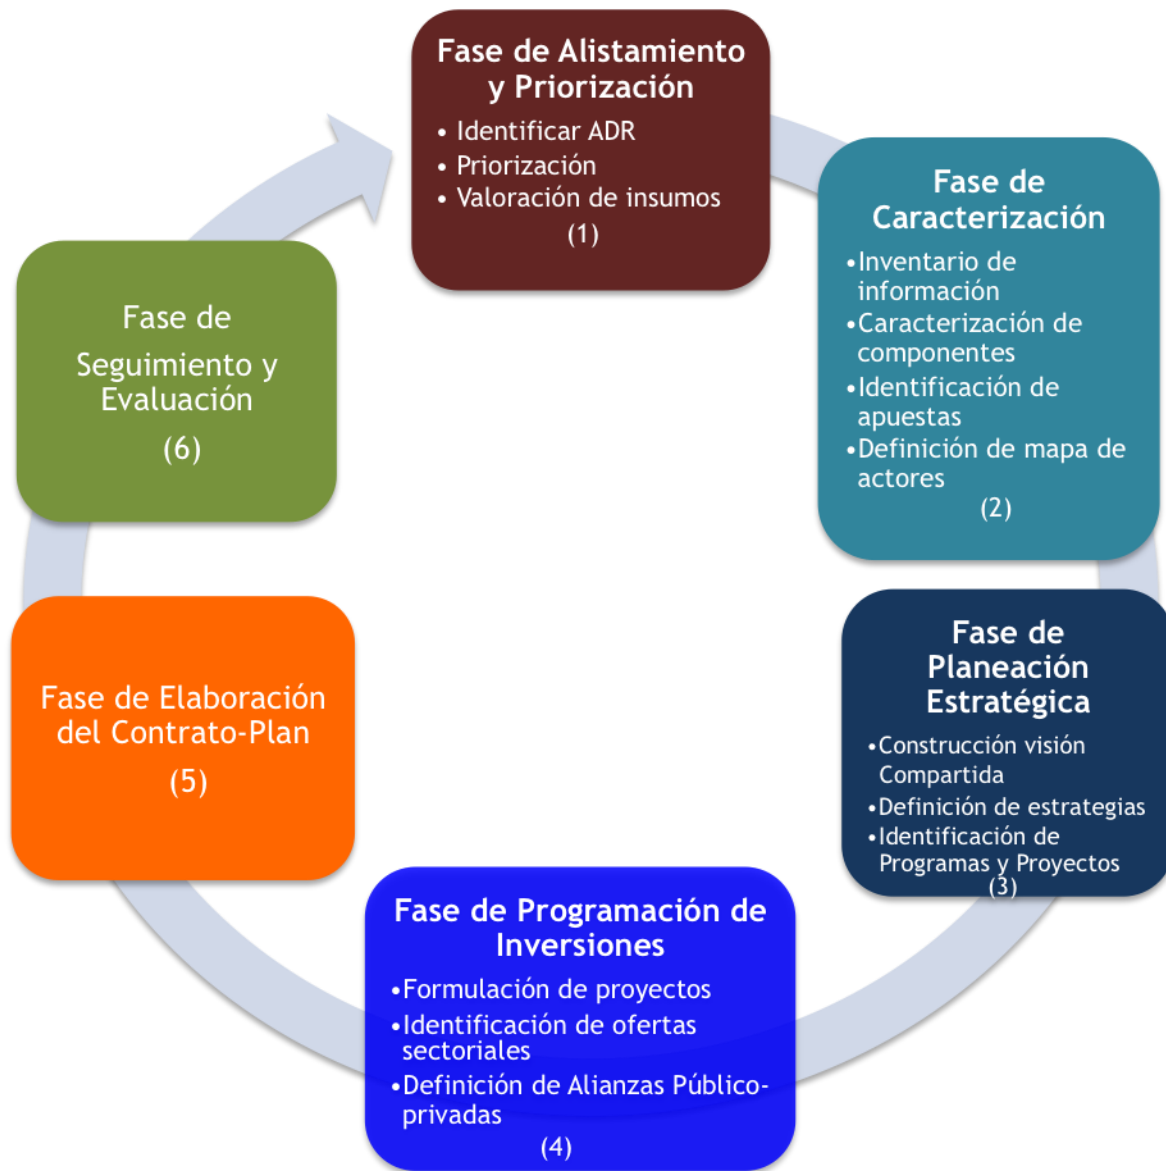 Fase de Alistamiento
y Priorización
• Identificar ADR
• Priorización
• Valoración de insumos
(1)
Fase de
Caracterización
•Inventario de
información
•Caracterización de
componentes
•Identificación de
apuestas
•Definición de mapa de
actores
(2)
Fase de
Planeación
Estratégica
•Construcción visión
Compartida
•Definición de estrategias
•Identificación de
Programas y Proyectos
(3)
Fase de Programación de
Inversiones
•Formulación de proyectos
•Identificación de ofertas
sectoriales
•Definición de Alianzas Público-
privadas
(4)
Fase de Elaboración
del Contrato-Plan
(5)
Fase de
Seguimiento y
Evaluación
(6)